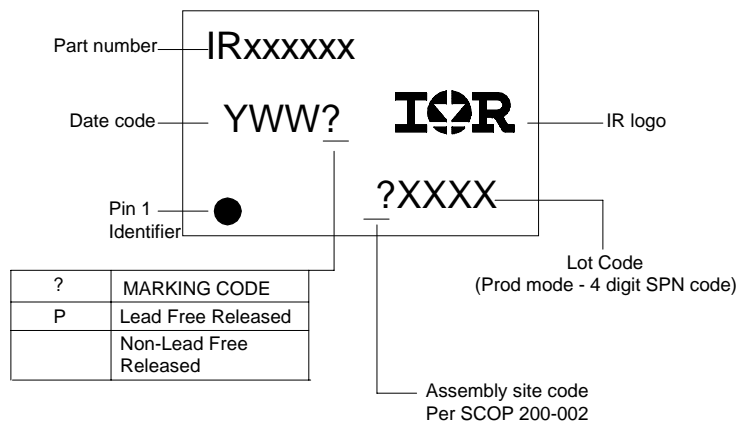 Part number
IRxxxxxx
Date code
YWW?
IOR
IR logo
?XXXX
Pin 1
Identifier
Lot Code
(Prod mode - 4 digit SPN code)
? MARKING CODE
P Lead Free Released
Non-Lead Free
Released
Assembly site code
Per SCOP 200-002